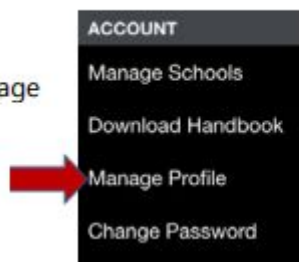 ACCOUNT
Manage Schools
age
Download Handbook
Manage Profile
Change Password